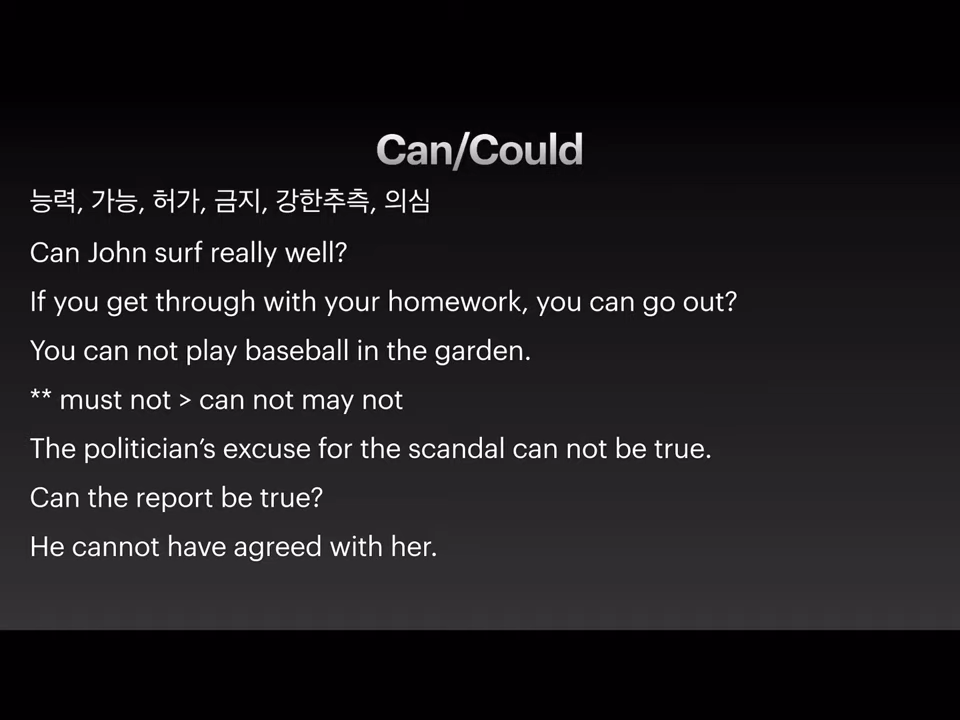 Can/Could
능력, 가능, 허가, 금지, 강한추측, 의심
Can John surf really well?
If you get through with your homework, you can go out?
You can not play baseball in the garden.
** must not > can not may not
The politician’s excuse for the scandal can not be true.
Can the report be true?
He cannot have agreed with her.